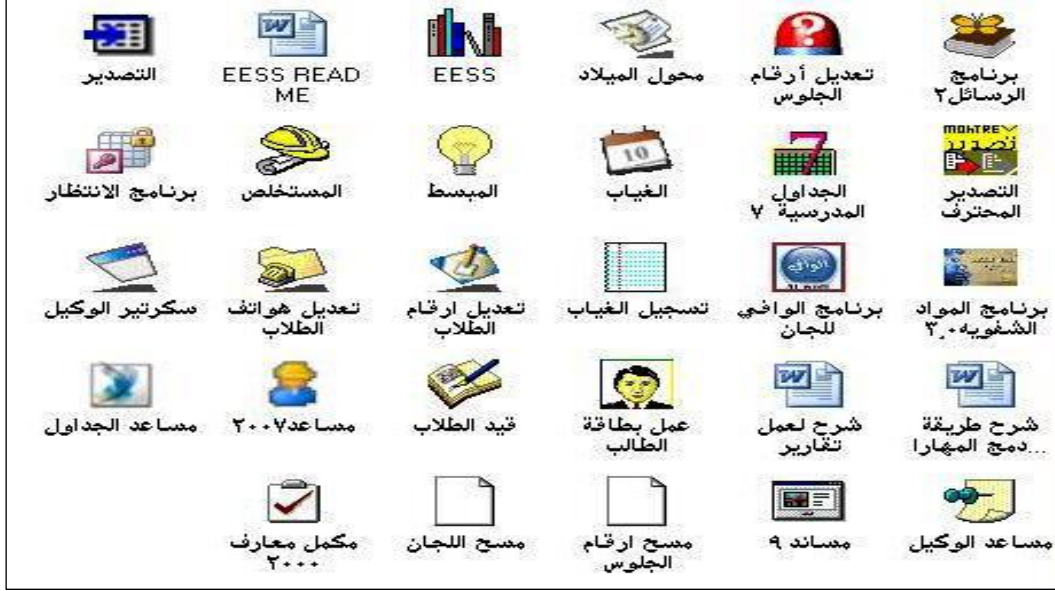 برنامج
الرسائل٢
تعديل أرقام
الجلوس
محول الميلاد
EESS
EESS READ
ME
التصدير
التصدير
المحترف
الجداول
المدرسية ٧
الغياب
المبسط
المستخلص
برنامج الانتظار
برنامج المواد
الشفويه٣,٠
برنامج الوافي
للجان
تسجيل الغياب
تعديل ارقام
الطلاب
تعديل هواتف
الطلاب
سكرتير الوكيل
شرح طريقة
دمج المهارا...
شرح لعمل
تقارير
عمل بطاقة
الطالب
قيد الطلاب
مساعد٢٠٠٧
مساعد الجداول
مساعد الوكيل
مساند ٩
مسح ارقام
الجلوس
مسح اللجان
مكمل معارف
٢٠٠٠